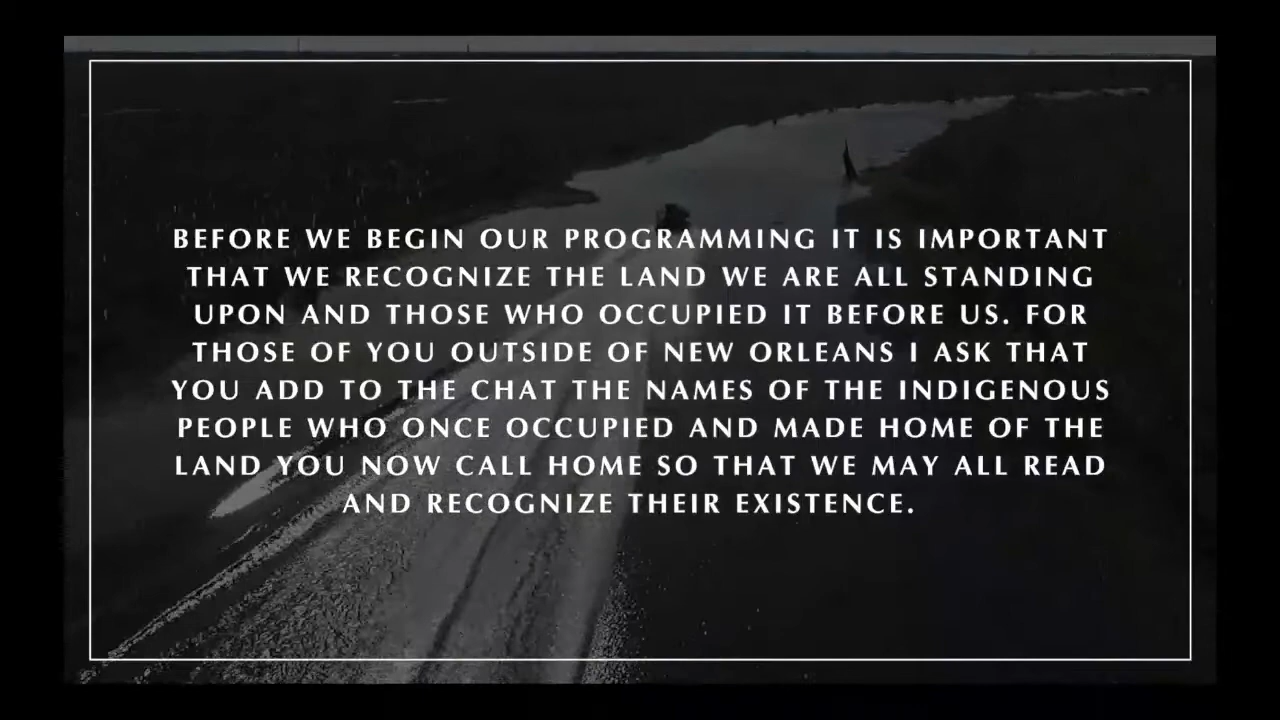 BEFORE WE BEGIN OUR PROGRAMMING IT IS IMPORTANT
THAT WE RECOGNIZE THE LAND WE ARE ALL STANDING
UPON AND THOSE WHO OCCUPIED IT BEFORE US. FOR
THOSE OF YOU OUTSIDE OF NEW ORLEANS I ASK THAT
YOU ADD TO THE CHAT THE NAMES OF THE INDIGENOUS
PEOPLE WHO ONCE OCCUPIED AND MADE HOME OF THE
LAND YOU NOW CALL HOME SO THAT WE MAY ALL READ
AND RECOGNIZE THEIR EXISTENCE.